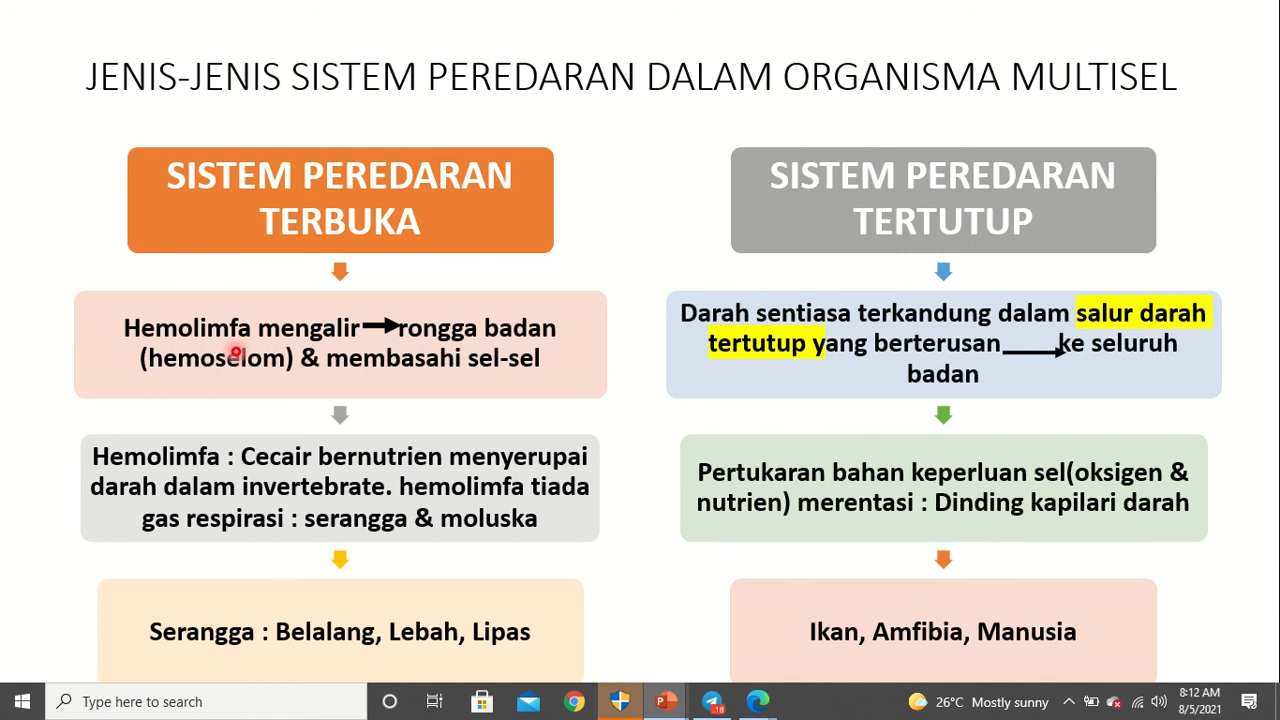 JENIS-JENIS SISTEM PEREDARAN DALAM ORGANISMA MULTISEL
SISTEM PEREDARAN
TERBUKA
Hemolimfa mengalir rongga badan
(hemoselom) & membasahi sel-sel
Hemolimfa : Cecair bernutrien menyerupai
darah dalam invertebrate. hemolimfa tiada
gas respirasi : serangga & moluska
Serangga : Belalang, Lebah, Lipas
SISTEM PEREDARAN
TERTUTUP
Darah sentiasa terkandung dalam salur darah
tertutup yang berterusan ke seluruh
badan
Pertukaran bahan keperluan sel(oksigen &
nutrien) merentasi : Dinding kapilari darah
Ikan, Amfibia, Manusia
Type here to search
.18
26°C Mostly sunny
8:12 AM
8/5/2021